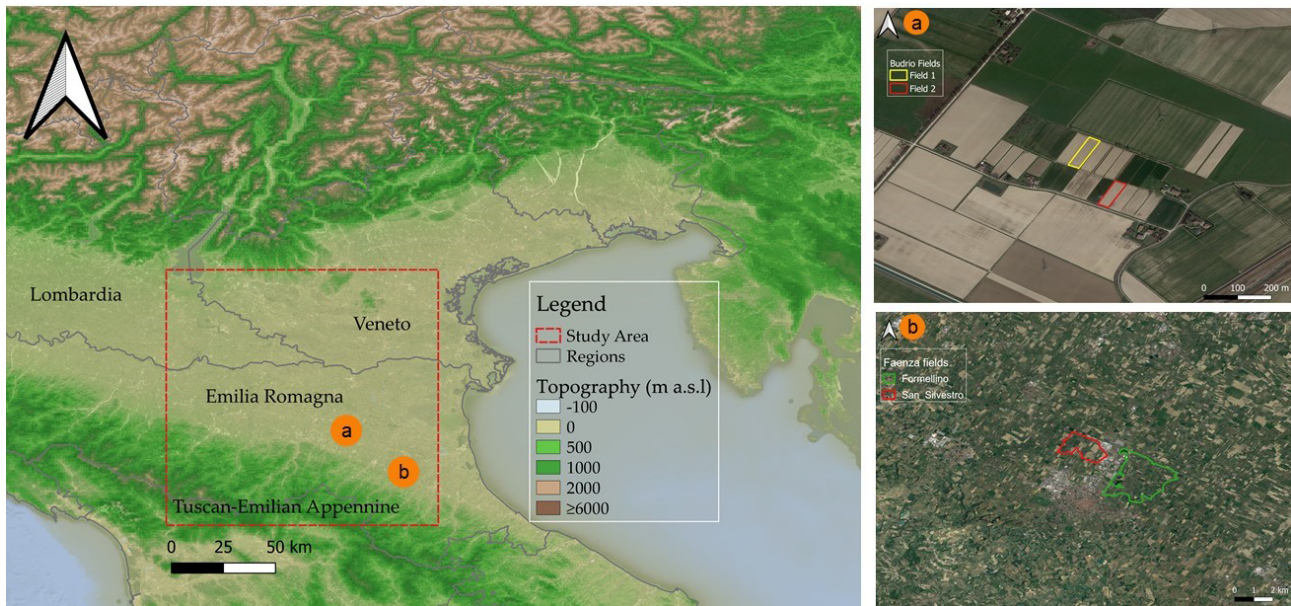 Lombardia
Veneto
Emilia Romagna
a
b
Tuscan-Emilian Appennine
0 25 50 km
Legend
Study Area
Regions
Topography (m a.s.l)
-100
0
500
1000
2000
≥6000
a
Budrio Fields
Field 1
Field 2
0 100 200 m
b
Faenza fields
Formellino
San_Silvestro
0 1 2 km